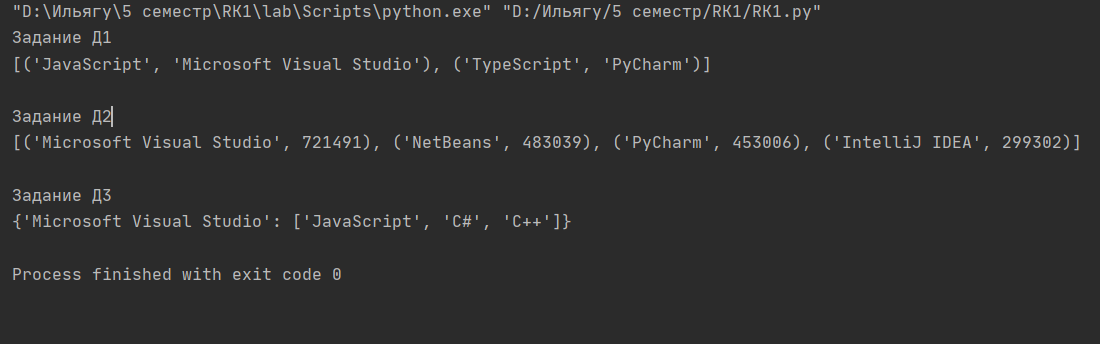 "D:\Ильягу\5 семестр\RK1\lab\Scripts\python.exe" "D:/Ильягу/5 семестр/RK1/RK1.py"
Задание Д1
[('JavaScript', 'Microsoft Visual Studio'), ('TypeScript', 'PyCharm')]
Задание Д2
[('Microsoft Visual Studio', 721491), ('NetBeans', 483039), ('PyCharm', 453006), ('IntelliJ IDEA', 299302)]
Задание Д3
{'Microsoft Visual Studio': ['JavaScript', 'C#', 'C++']}
Process finished with exit code 0